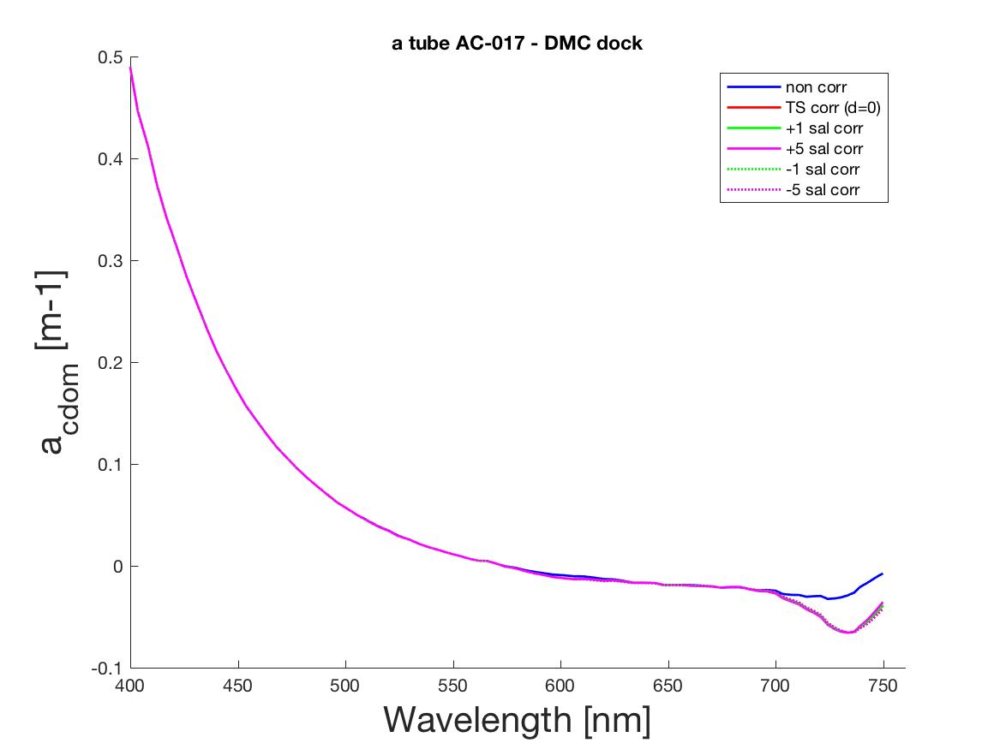 a tube AC-017 - DMC dock
non corr
TS corr (d=0)
+1 sal corr
+5 sal corr
-1 sal corr
-5 sal corr
0.5
0.4
0.3
0.2
0.1
0
-0.1
a_cdom [m-1]
400 450 500 550 600 650 700 750
Wavelength [nm]